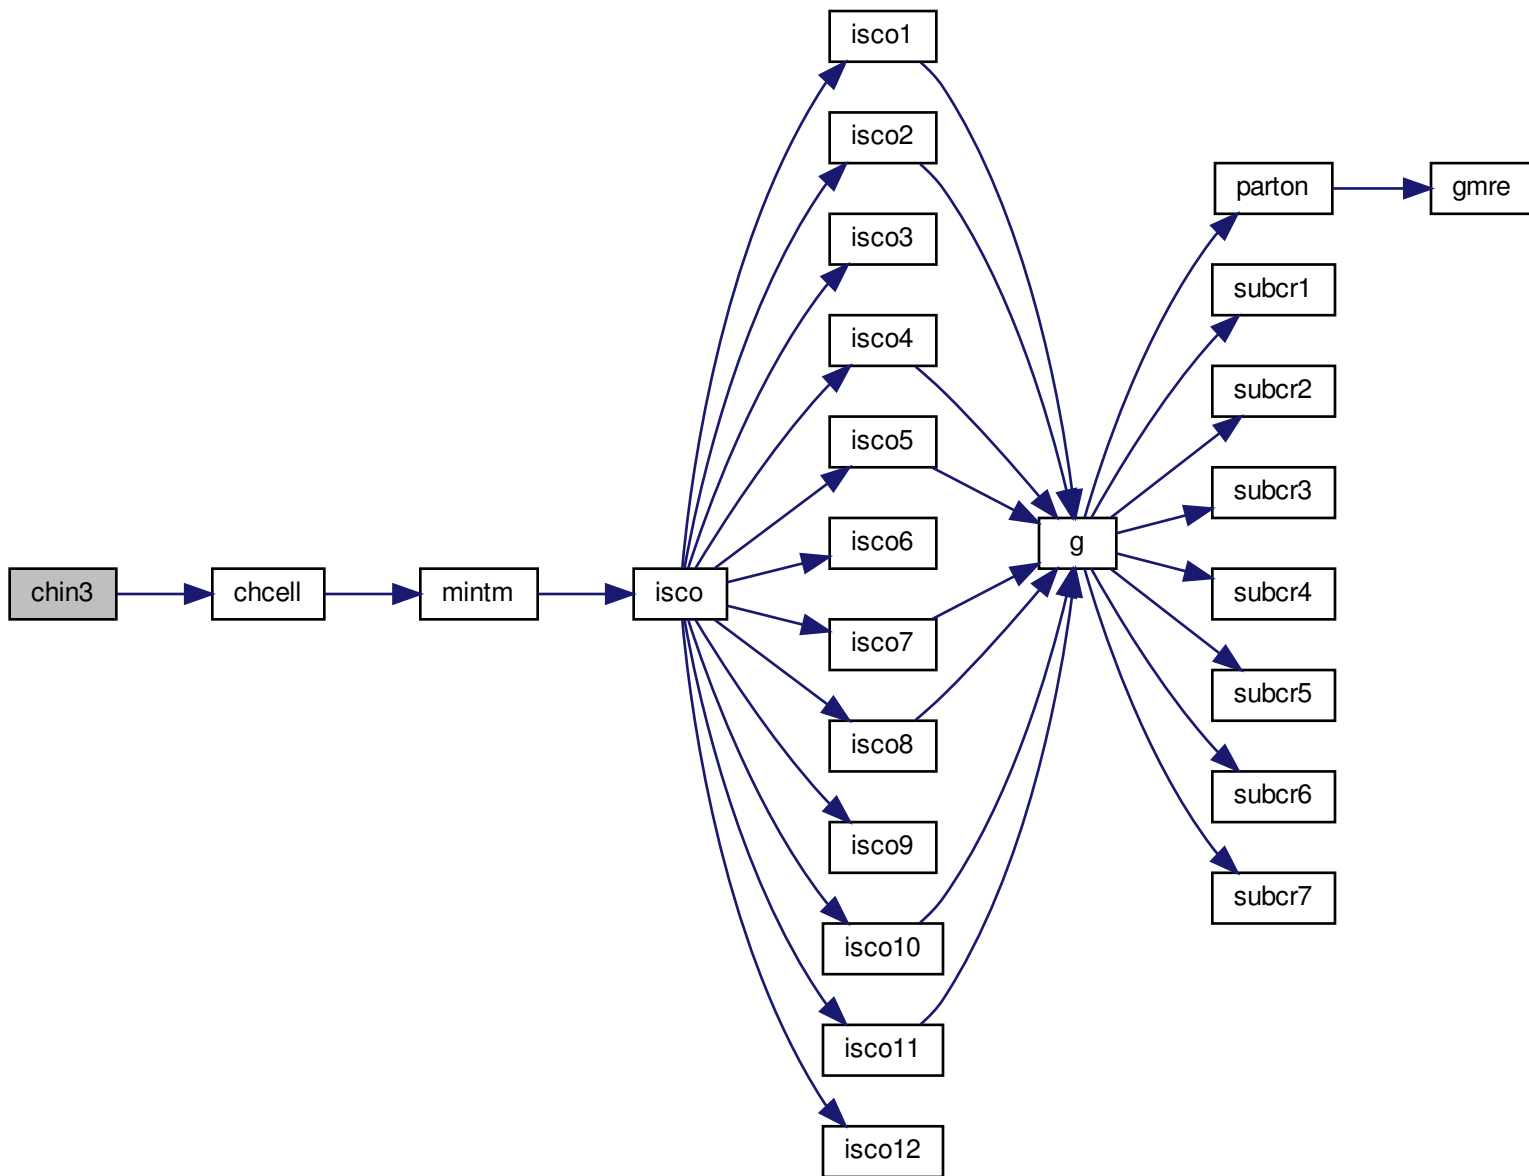 chin3
chcell
mintm
isco
isco1
isco2
isco3
isco4
isco5
isco6
isco7
isco8
isco9
isco10
isco11
isco12
g
parton
subcr1
subcr2
subcr3
subcr4
subcr5
subcr6
subcr7
gmre